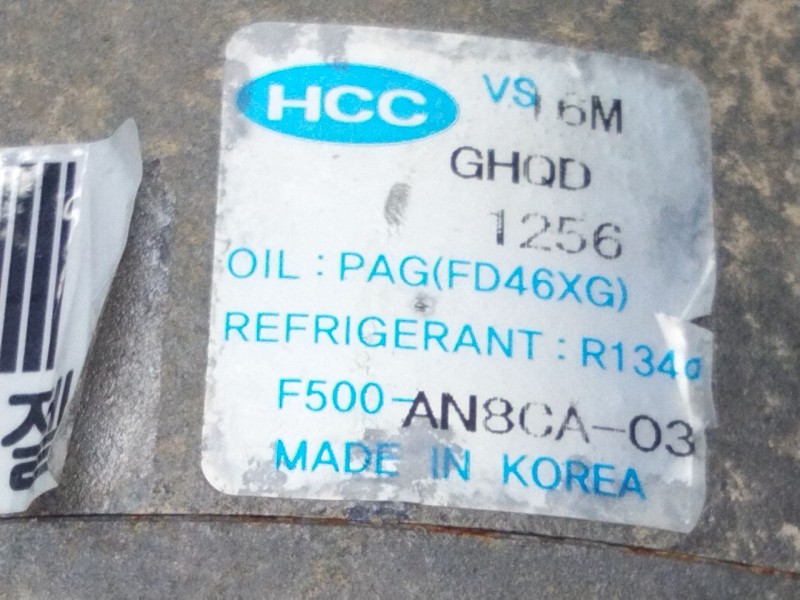 HCC VS16M
GHQD
1256
OIL : PAG(FD46XG)
REFRIGERANT : R134a
F500-AN8CA-03
MADE IN KOREA